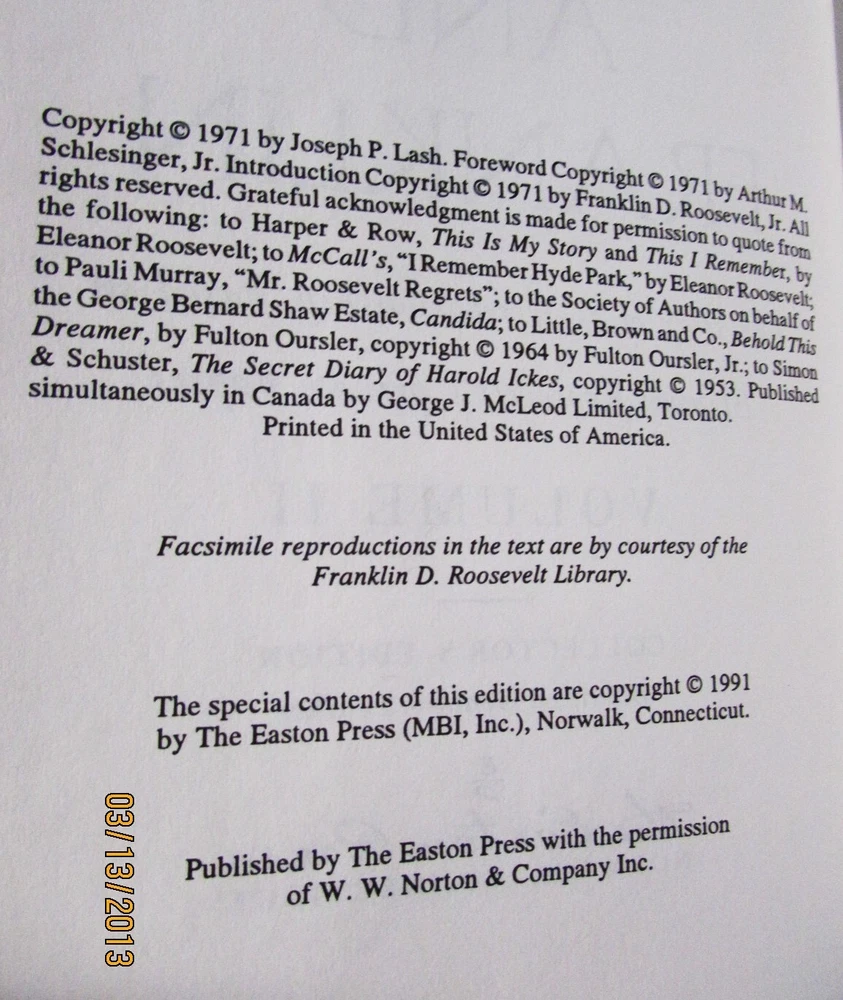 Copyright © 1971 by Joseph P. Lash. Foreword Copyright © 1971 by Arthur M.
Schlesinger, Jr. Introduction Copyright © 1971 by Franklin D. Roosevelt, Jr. All
rights reserved. Grateful acknowledgment is made for permission to quote from
the following: to Harper & Row, This Is My Story and This I Remember, by
Eleanor Roosevelt; to McCall's, “I Remember Hyde Park,” by Eleanor Roosevelt;
to Pauli Murray, “Mr. Roosevelt Regrets”; to the Society of Authors on behalf of
the George Bernard Shaw Estate, Candida; to Little, Brown and Co., Behold This
Dreamer, by Fulton Oursler, copyright © 1964 by Fulton Oursler, Jr.; to Simon
& Schuster, The Secret Diary of Harold Ickes, copyright © 1953. Published
simultaneously in Canada by George J. McLeod Limited, Toronto.
Printed in the United States of America.
VOLUME II
Facsimile reproductions in the text are by courtesy of the
Franklin D. Roosevelt Library.
COLLECTOR'S EDITION
The special contents of this edition are copyright © 1991
by The Easton Press (MBI, Inc.), Norwalk, Connecticut.
Published by The Easton Press with the permission
of W. W. Norton & Company Inc.
03/13/2013